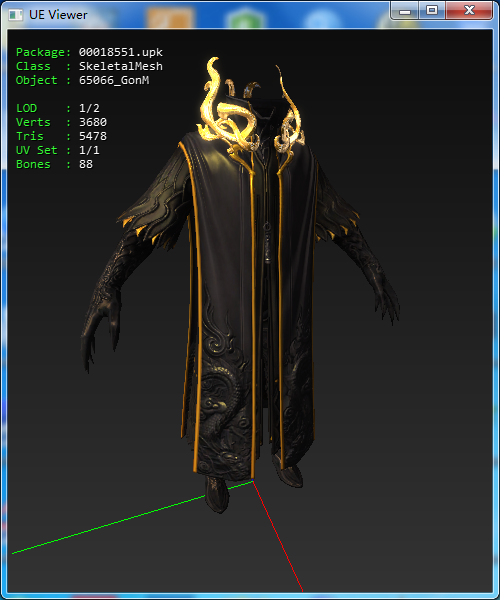 UE Viewer
Package: 00018551.upk
Class : SkeletalMesh
Object : 65066_GonM
LOD : 1/2
Verts : 3680
Tris : 5478
UV Set : 1/1
Bones : 88